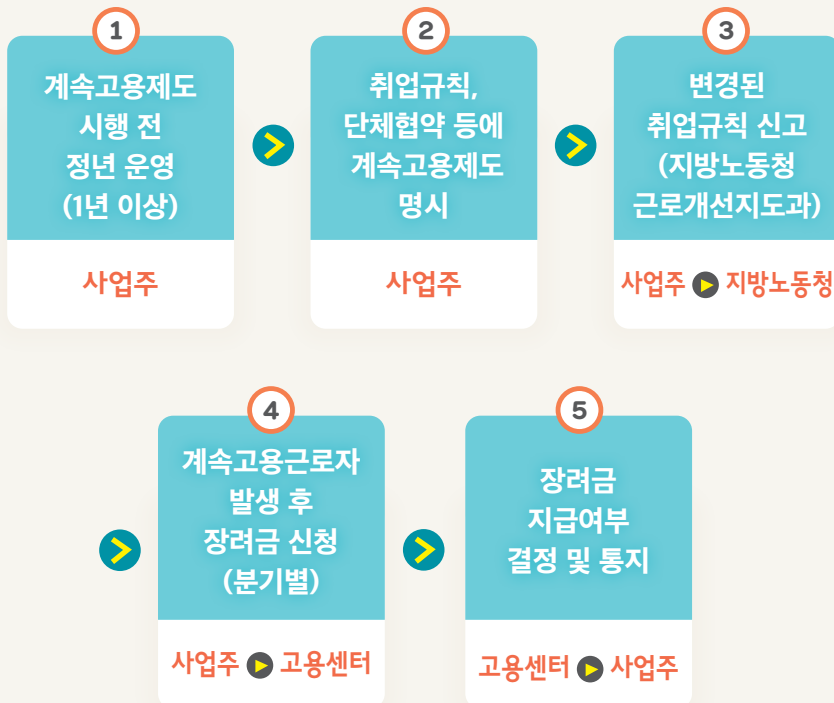 1
계속고용제도
시행 전
정년 운영
(1년 이상)
사업주
2
취업규칙,
단체협약 등에
계속고용제도
명시
사업주
3
변경된
취업규칙 신고
(지방노동청
근로개선지도과)
사업주 ▶ 지방노동청
4
계속고용근로자
발생 후
장려금 신청
(분기별)
사업주 ▶ 고용센터
5
장려금
지급여부
결정 및 통지
고용센터 ▶ 사업주